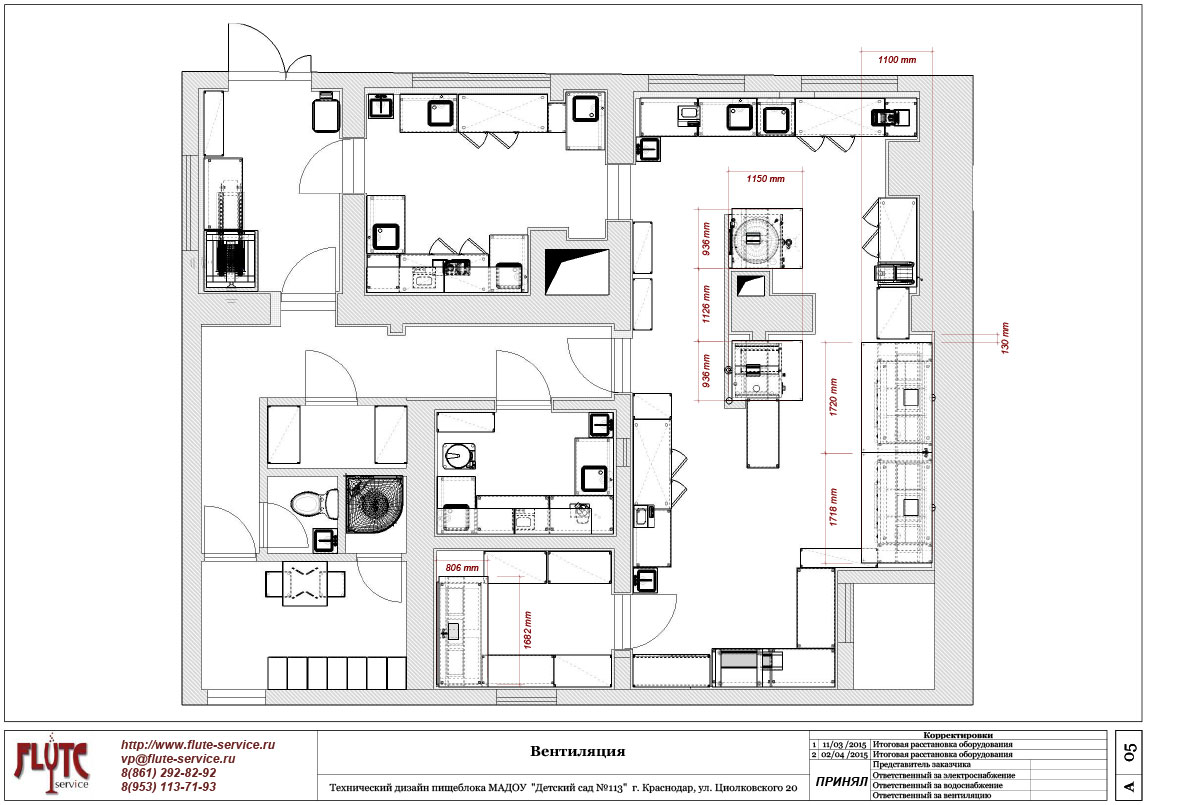 1100 mm
1150 mm
936 mm
1126 mm
130 mm
936 mm
1720 mm
1718 mm
806 mm
1682 mm
FLUTE
service
http://www.flute-service.ru
vp@flute-service.ru
8(861) 292-82-92
8(953) 113-71-93
Вентиляция
Технический дизайн пищеблока МАДОУ "Детский сад №113" г. Краснодар, ул. Циолковского 20
Корректировки
1 11/03 /2015 Итоговая расстановка оборудования
2 02/04 /2015 Итоговая расстановка оборудования
ПРИНЯЛ
Представитель заказчика
Ответственный за электроснабжение
Ответственный за водоснабжение
Ответственный за вентиляцию
A 05